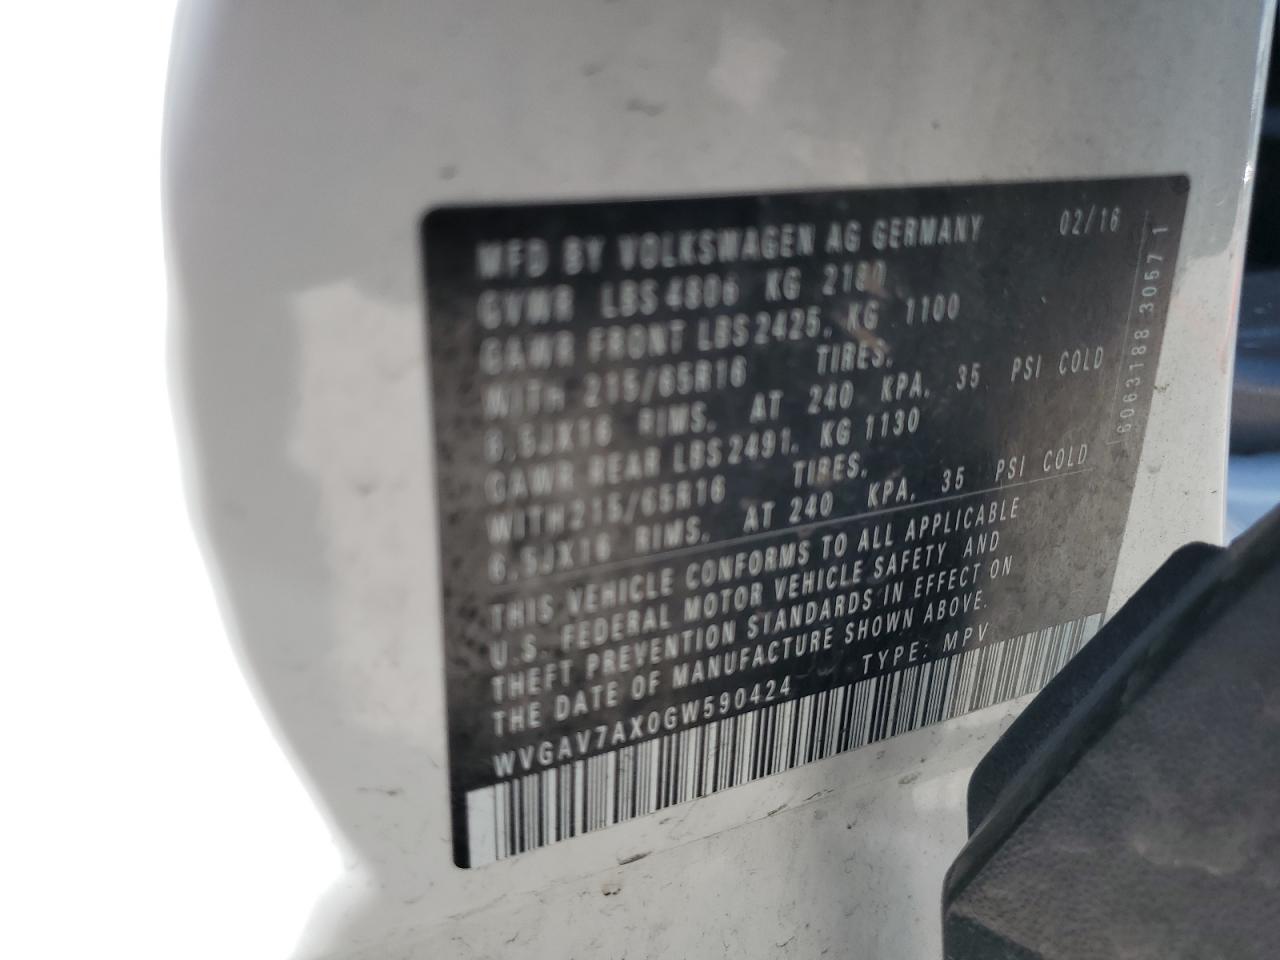 MFD BY VOLKSWAGEN AG GERMANY 02/16
GVWR LBS 4806 KG 2180
GAWR FRONT LBS 2425, KG 1100
WITH 215/65R16 TIRES,
6,5JX16 RIMS, AT 240 KPA, 35 PSI COLD
GAWR REAR LBS 2491, KG 1130
WITH 215/65R16 TIRES,
6,5JX16 RIMS, AT 240 KPA, 35 PSI COLD
THIS VEHICLE CONFORMS TO ALL APPLICABLE
U.S. FEDERAL MOTOR VEHICLE SAFETY AND
THEFT PREVENTION STANDARDS IN EFFECT ON
THE DATE OF MANUFACTURE SHOWN ABOVE.
WVGAV7AX0GW590424 TYPE: MPV
6063188 3057 1